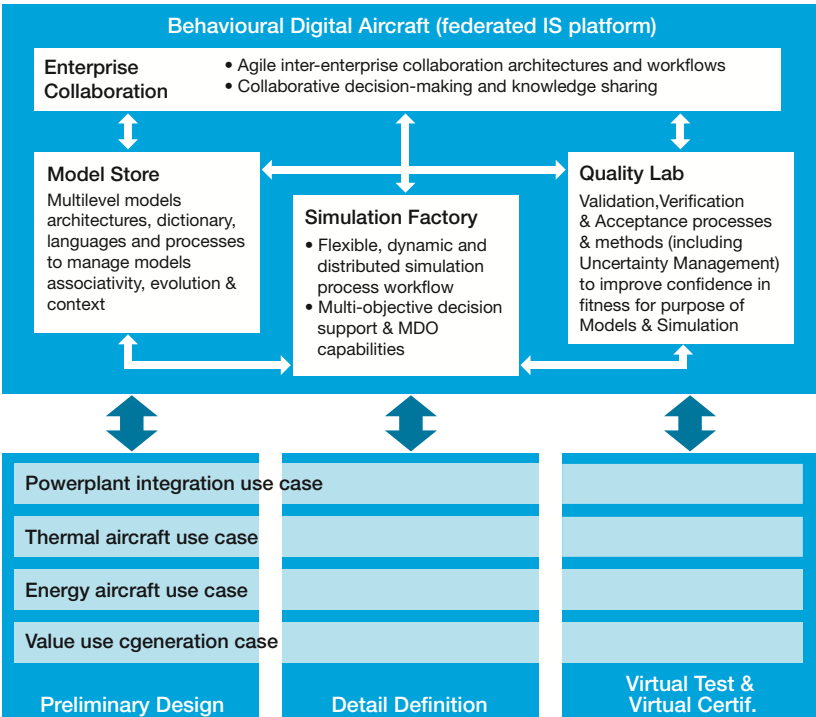 Behavioural Digital Aircraft (federated IS platform)
Enterprise
Collaboration
• Agile inter-enterprise collaboration architectures and workflows
• Collaborative decision-making and knowledge sharing
Model Store
Multilevel models
architectures, dictionary,
languages and processes
to manage models
associativity, evolution &
context
Simulation Factory
• Flexible, dynamic and
distributed simulation
process workflow
• Multi-objective decision
support & MDO
capabilities
Quality Lab
Validation,Verification
& Acceptance processes
& methods (including
Uncertainty Management)
to improve confidence in
fitness for purpose of
Models & Simulation
Powerplant integration use case
Thermal aircraft use case
Energy aircraft use case
Value use cgeneration case
Preliminary Design
Detail Definition
Virtual Test &
Virtual Certif.